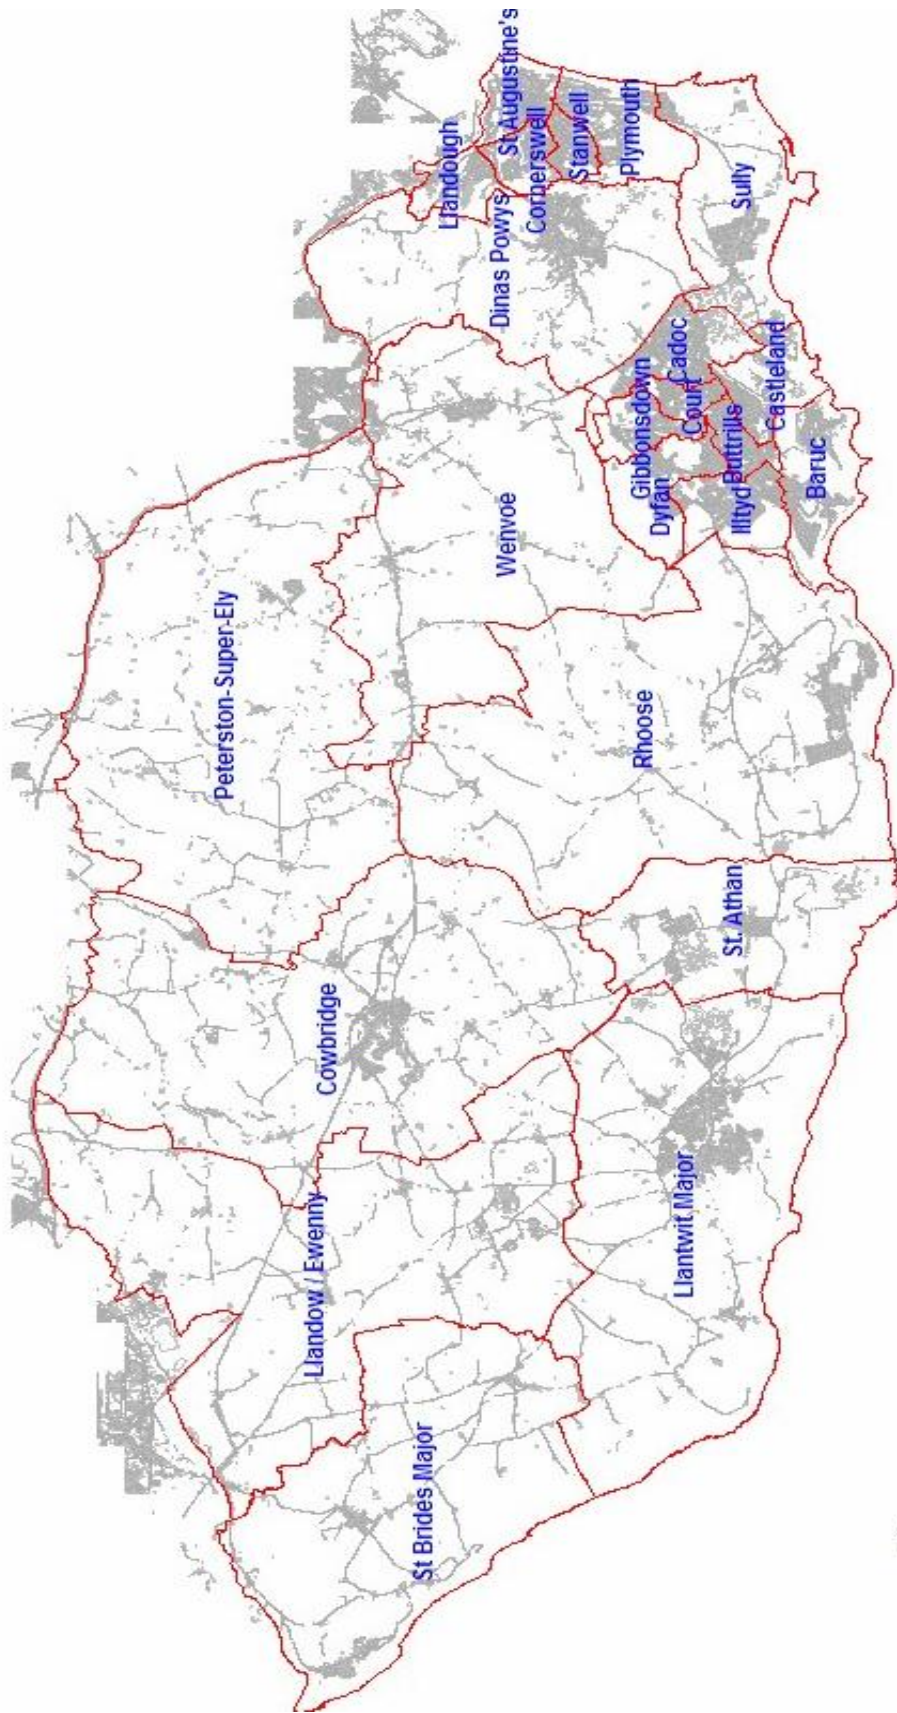 St Augustine's
Llandough
Cornerswell
Stanwell
Plymouth
Dinas Powys
Sully
Cadoc
Castleland
Gibbonsdown
Court
Buttrills
Dyfan
Illtyd
Baruc
Wenvoe
Peterston-Super-Ely
Rhoose
St. Athan
Cowbridge
Llantwit Major
Llandow / Ewenny
St Brides Major